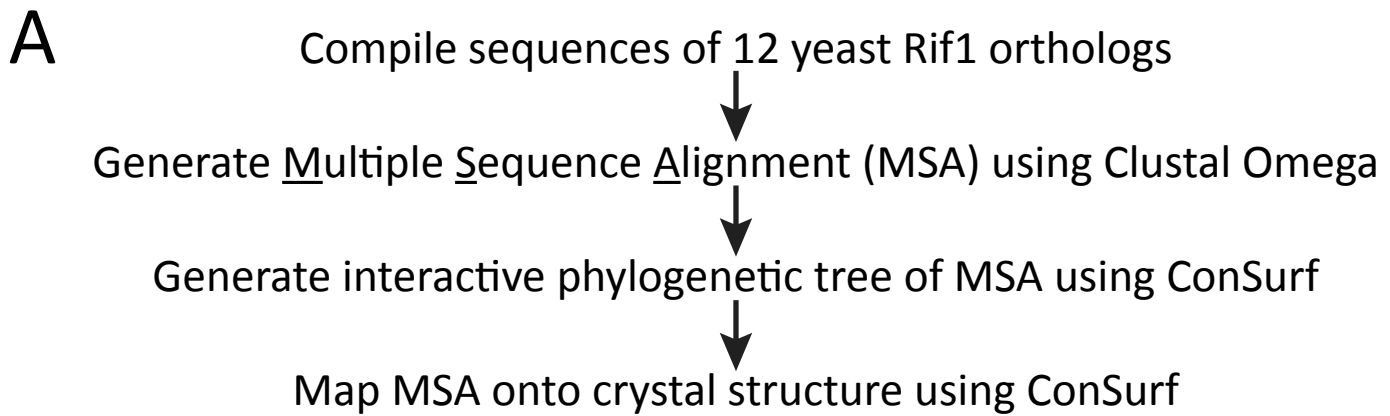 A
Compile sequences of 12 yeast Rif1 orthologs
Generate Multiple Sequence Alignment (MSA) using Clustal Omega
Generate interactive phylogenetic tree of MSA using ConSurf
Map MSA onto crystal structure using ConSurf